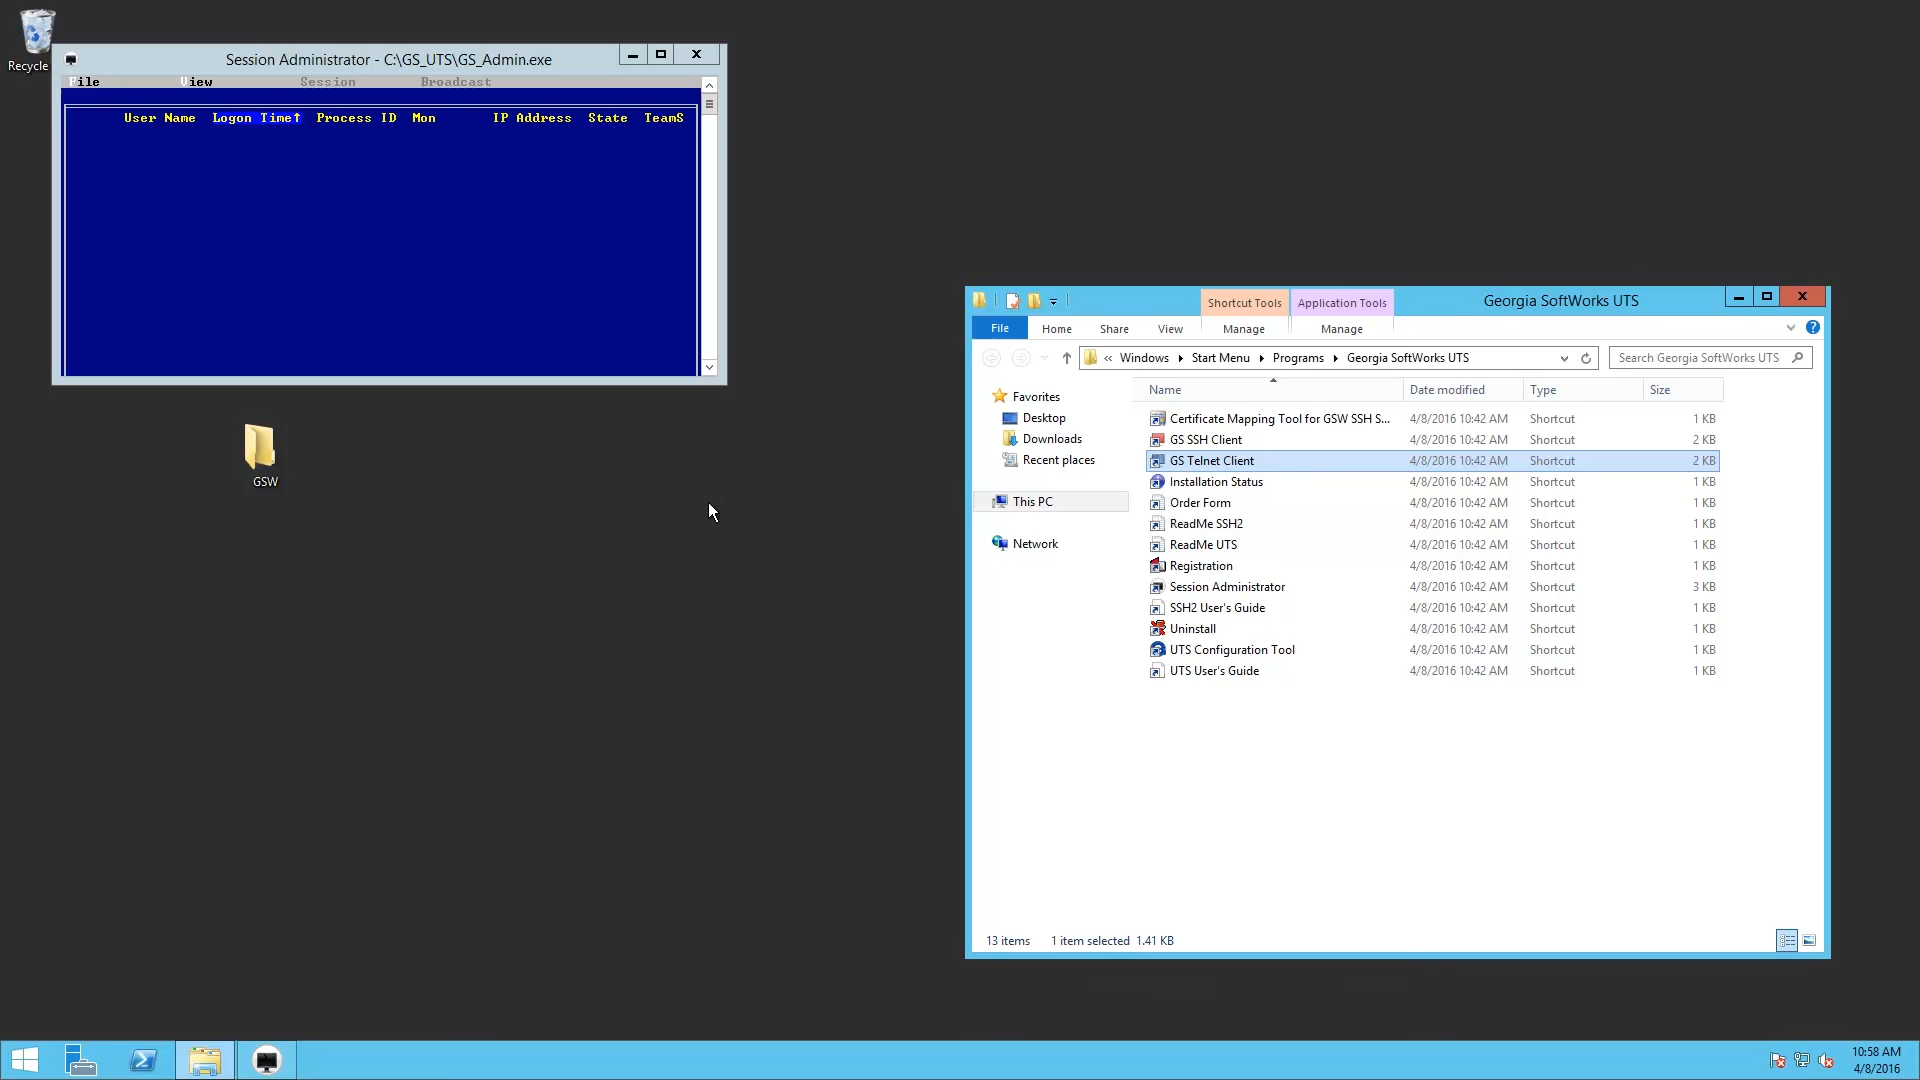 Recycle
Session Administrator - C:\GS_UTS\GS_Admin.exe
File View Session Broadcast
User Name Logon Time↑ Process ID Mon IP Address State TeamS
GSW
Shortcut Tools Application Tools Georgia SoftWorks UTS
File Home Share View Manage Manage
« Windows Start Menu Programs Georgia SoftWorks UTS Search Georgia SoftWorks UTS
Favorites
Desktop
Downloads
Recent places
This PC
Network
Name Date modified Type Size
Certificate Mapping Tool for GSW SSH S... 4/8/2016 10:42 AM Shortcut 1 KB
GS SSH Client 4/8/2016 10:42 AM Shortcut 2 KB
GS Telnet Client 4/8/2016 10:42 AM Shortcut 2 KB
Installation Status 4/8/2016 10:42 AM Shortcut 1 KB
Order Form 4/8/2016 10:42 AM Shortcut 1 KB
ReadMe SSH2 4/8/2016 10:42 AM Shortcut 1 KB
ReadMe UTS 4/8/2016 10:42 AM Shortcut 1 KB
Registration 4/8/2016 10:42 AM Shortcut 1 KB
Session Administrator 4/8/2016 10:42 AM Shortcut 3 KB
SSH2 User's Guide 4/8/2016 10:42 AM Shortcut 1 KB
Uninstall 4/8/2016 10:42 AM Shortcut 1 KB
UTS Configuration Tool 4/8/2016 10:42 AM Shortcut 1 KB
UTS User's Guide 4/8/2016 10:42 AM Shortcut 1 KB
13 items 1 item selected 1.41 KB
10:58 AM
4/8/2016